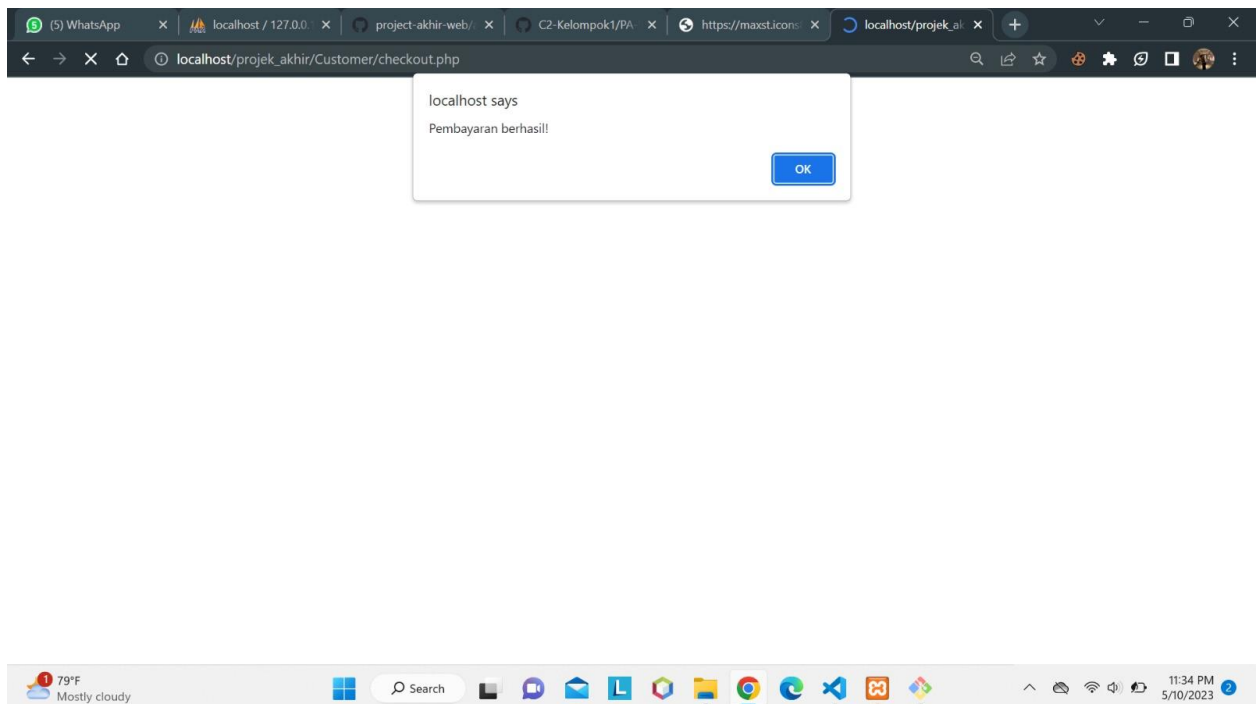 (5) WhatsApp
localhost / 127.0.0.1
project-akhir-web/
C2-Kelompok1/PA-
https://maxst.icons
localhost/projek_ak
localhost/projek_akhir/Customer/checkout.php
localhost says
Pembayaran berhasil!
OK
1
79°F
Mostly cloudy
Search
11:34 PM
5/10/2023
2